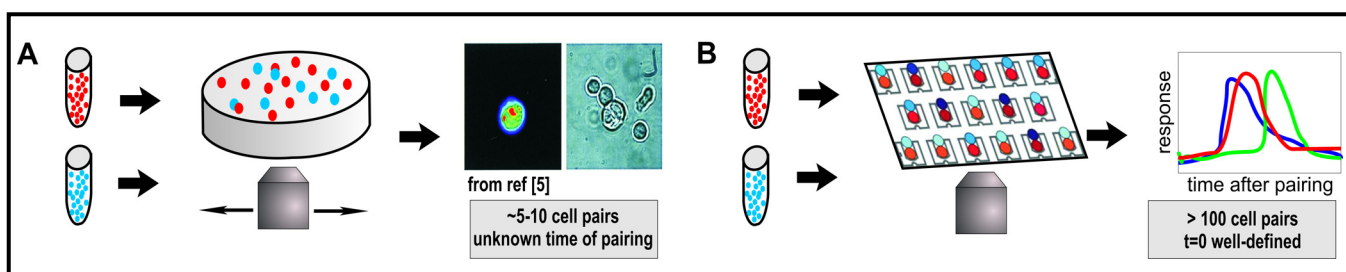 A
from ref [5]
~5-10 cell pairs
unknown time of pairing
B
response
time after pairing
> 100 cell pairs
t=0 well-defined